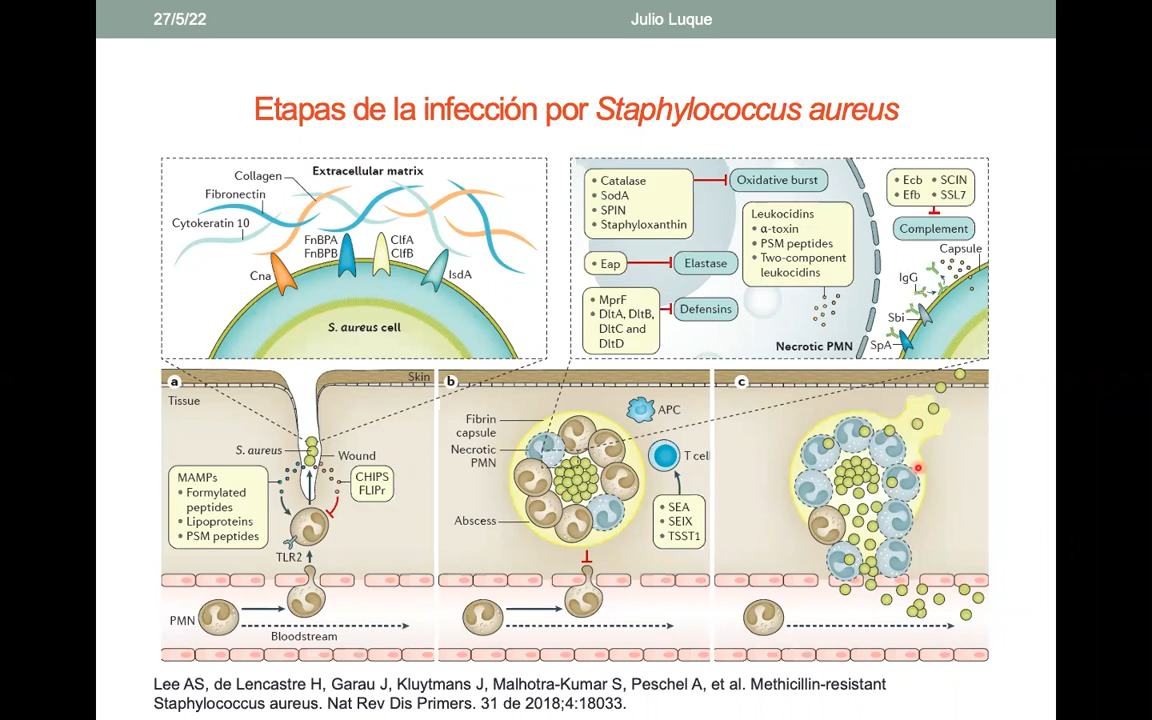 27/5/22
Julio Luque
Etapas de la infección por Staphylococcus aureus
Extracellular matrix
Collagen
Fibronectin
Cytokeratin 10
FnBPA
FnBPB
ClfA
ClfB
Cna
IsdA
S. aureus cell
• Catalase
• SodA
• SPIN
• Staphyloxanthin
Oxidative burst
• Eap
Elastase
• MprF
• DltA, DltB,
DltC and
DltD
Defensins
Leukocidins
• α-toxin
• PSM peptides
• Two-component
leukocidins
Necrotic PMN
• Ecb • SCIN
• Efb • SSL7
Complement
Capsule
IgG
Sbi
SpA
a
Skin
Tissue
S. aureus
Wound
MAMPs
• Formylated
peptides
• Lipoproteins
• PSM peptides
CHIPS
FLIPr
TLR2
PMN
Bloodstream
b
Fibrin
capsule
Necrotic
PMN
Abscess
APC
T cell
• SEA
• SEIX
• TSST1
c
Lee AS, de Lencastre H, Garau J, Kluytmans J, Malhotra-Kumar S, Peschel A, et al. Methicillin-resistant
Staphylococcus aureus. Nat Rev Dis Primers. 31 de 2018;4:18033.